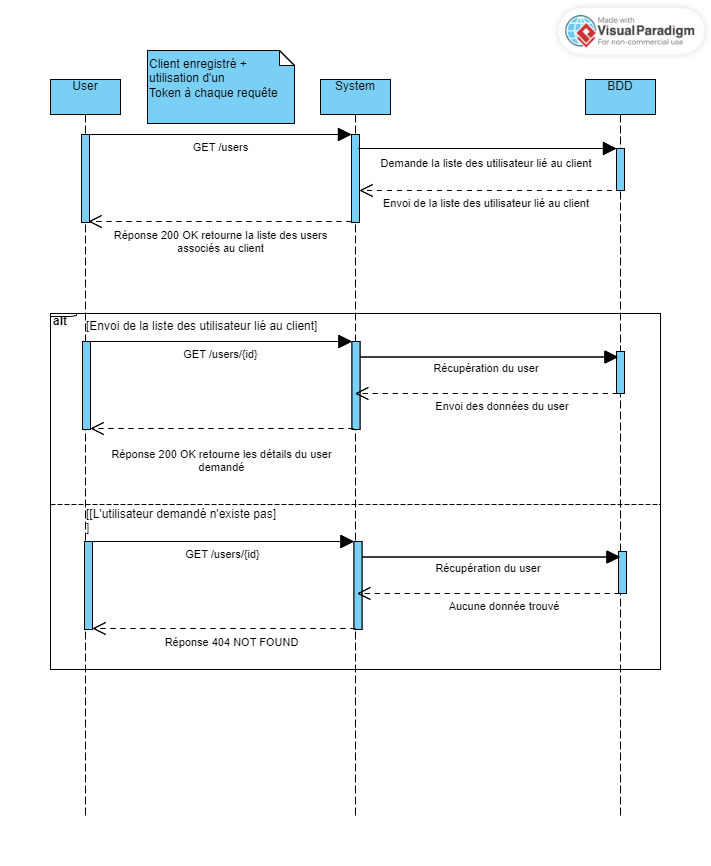 Made with
VisualParadigm
For non-commercial use
Client enregistré +
utilisation d'un
Token à chaque requête
User
System
BDD
GET /users
Demande la liste des utilisateur lié au client
Envoi de la liste des utilisateur lié au client
Réponse 200 OK retourne la liste des users
associés au client
alt
[Envoi de la liste des utilisateur lié au client]
GET /users/{id}
Récupération du user
Envoi des données du user
Réponse 200 OK retourne les détails du user
demandé
[[L'utilisateur demandé n'existe pas]
]
GET /users/{id}
Récupération du user
Aucune donnée trouvé
Réponse 404 NOT FOUND